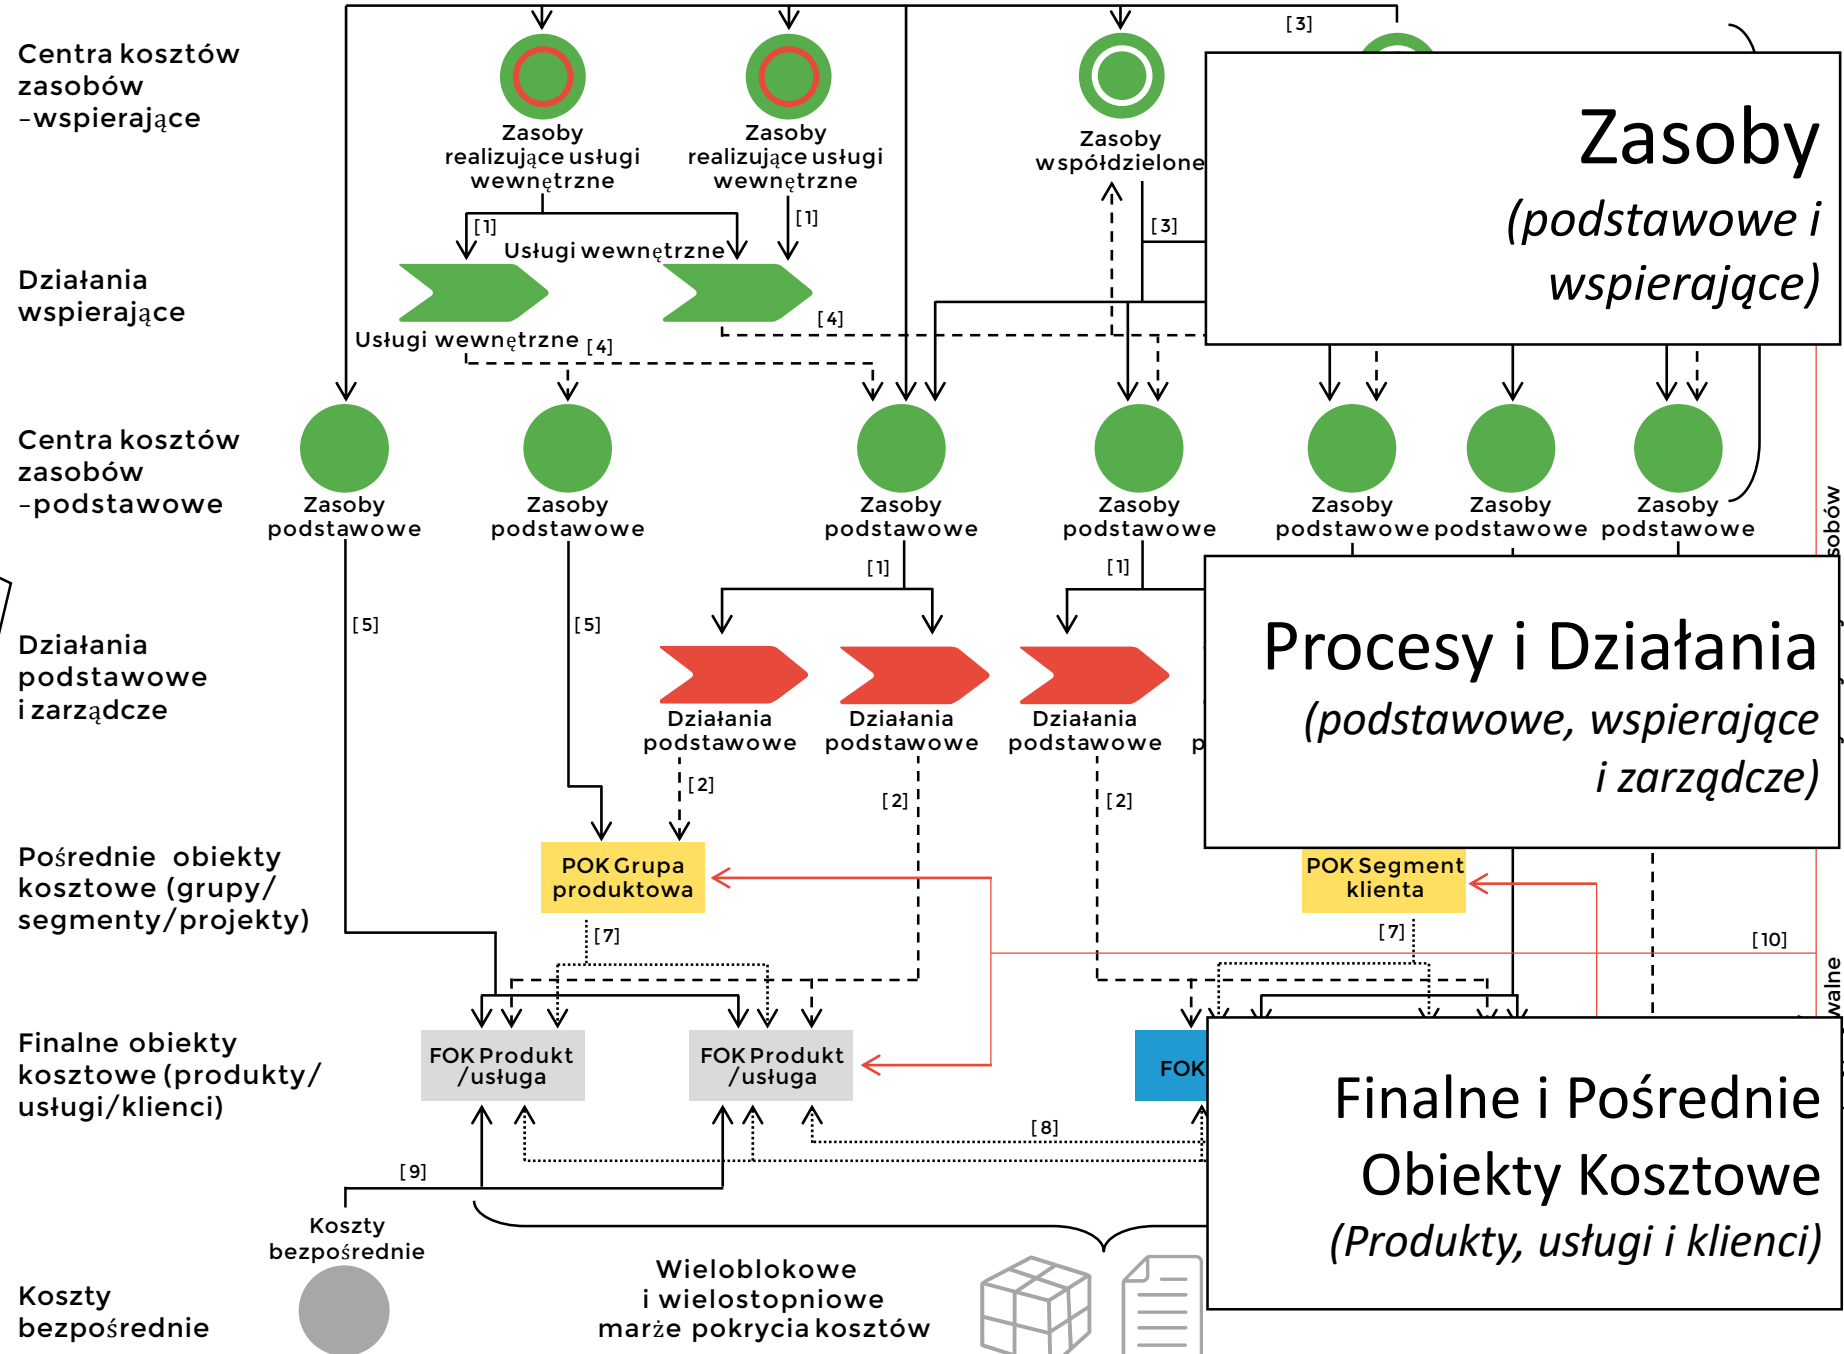 [3]
Centra kosztów
zasobów
-wspierające
Zasoby
realizujące usługi
wewnętrzne
Zasoby
realizujące usługi
wewnętrzne
Zasoby
współdzielone
Zasoby
(podstawowe i
wspierające)
[1]
[1]
[3]
Usługi wewnętrzne
Działania
wspierające
[4]
Usługi wewnętrzne
[4]
Centra kosztów
zasobów
-podstawowe
Zasoby
podstawowe
Zasoby
podstawowe
Zasoby
podstawowe
Zasoby
podstawowe
Zasoby
podstawowe
Zasoby
podstawowe
Zasoby
podstawowe
sobów
[1]
[1]
[5]
[5]
Działania
podstawowe
i zarządcze
Działania
podstawowe
Działania
podstawowe
Działania
podstawowe
p
Procesy i Działania
(podstawowe, wspierające
i zarządcze)
[2]
[2]
[2]
Pośrednie obiekty
kosztowe (grupy/
segmenty/projekty)
POK Grupa
produktowa
POK Segment
klienta
[7]
[7]
[10]
walne
Finalne obiekty
kosztowe (produkty/
usługi/klienci)
FOK Produkt
/usługa
FOK Produkt
/usługa
FOK
Finalne i Pośrednie
Obiekty Kosztowe
(Produkty, usługi i klienci)
[8]
[9]
Koszty
bezpośrednie
Koszty
bezpośrednie
Wieloblokowe
i wielostopniowe
marże pokrycia kosztów